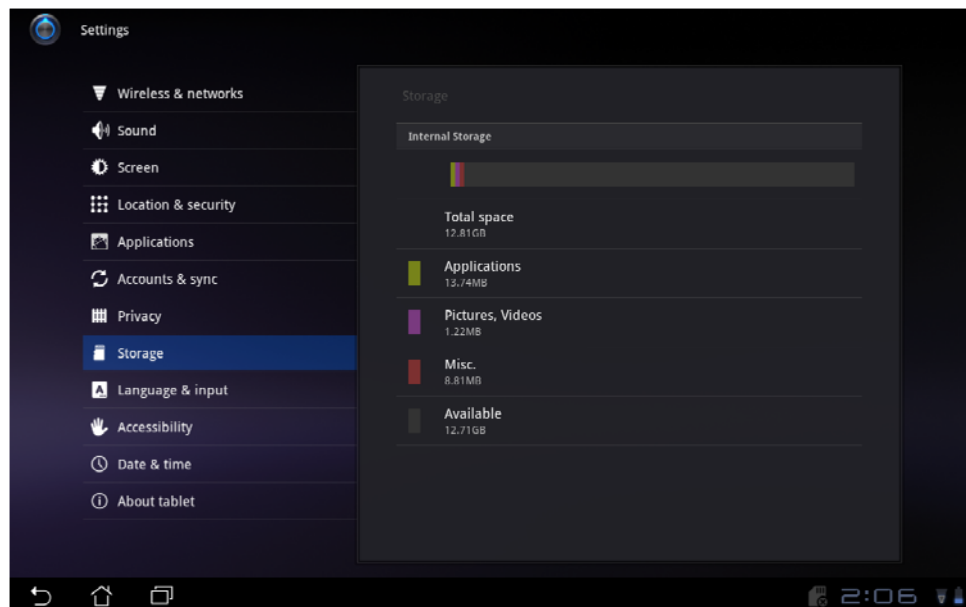 Settings
Wireless & networks
Sound
Screen
Location & security
Applications
Accounts & sync
Privacy
Storage
Language & input
Accessibility
Date & time
About tablet
Storage
Internal Storage
Total space
12.81GB
Applications
13.74MB
Pictures, Videos
1.22MB
Misc.
8.81MB
Available
12.71GB
2:06